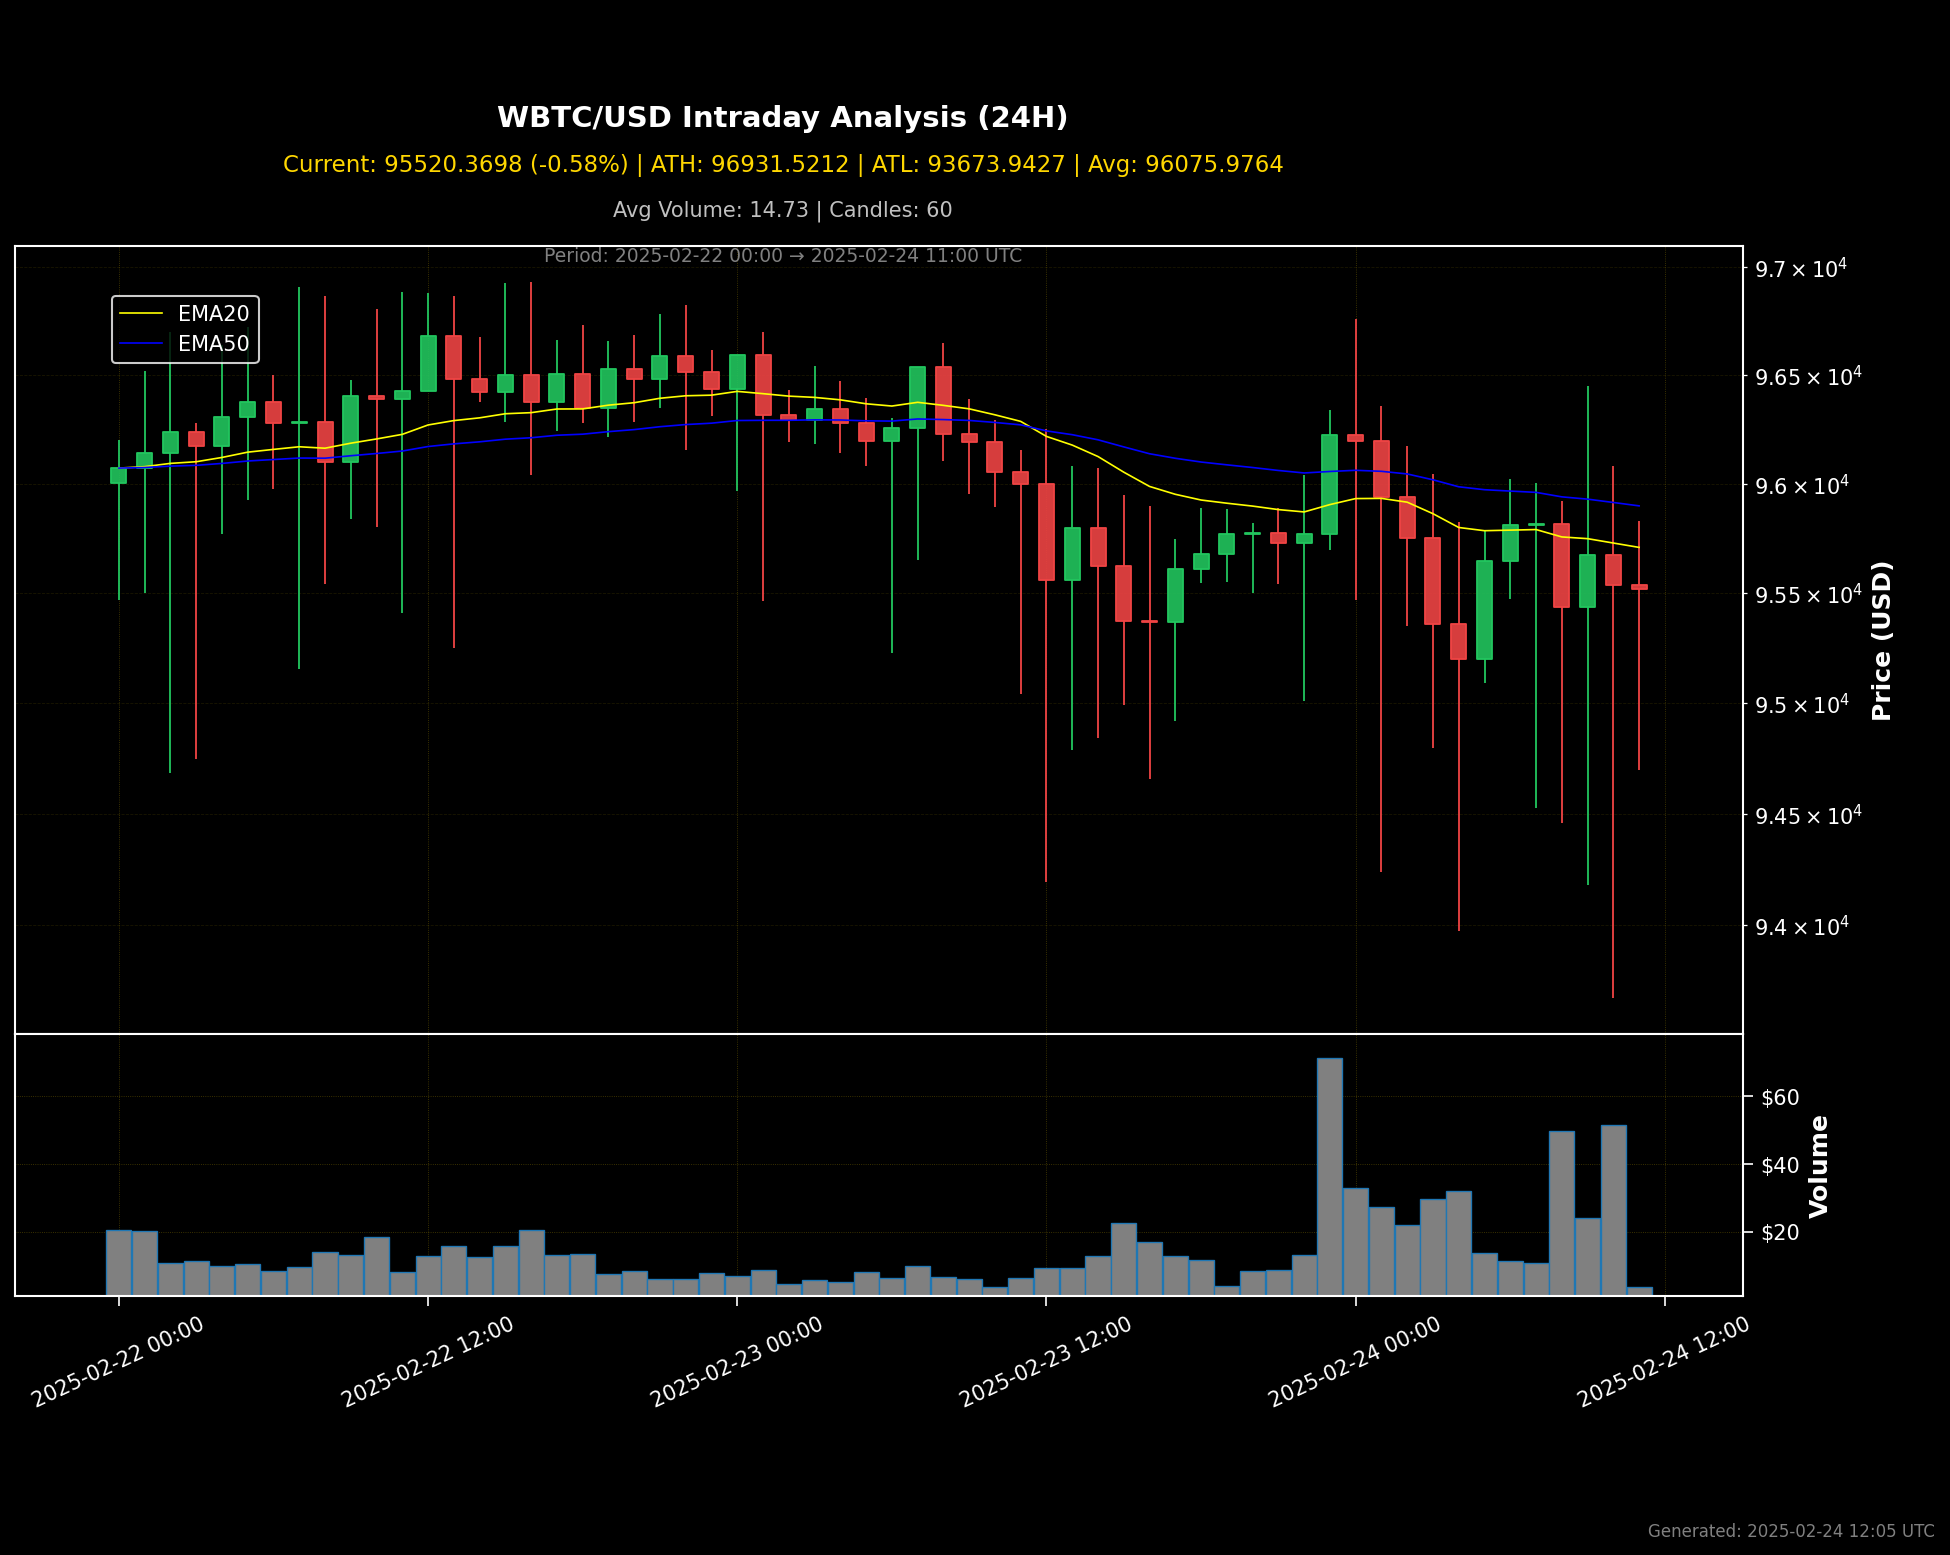 WBTC/USD Intraday Analysis (24H)
Current: 95520.3698 (-0.58%) | ATH: 96931.5212 | ATL: 93673.9427 | Avg: 96075.9764
Avg Volume: 14.73 | Candles: 60
Period: 2025-02-22 00:00 → 2025-02-24 11:00 UTC
EMA20
EMA50
9.7 × 10⁴
9.65 × 10⁴
9.6 × 10⁴
9.55 × 10⁴
9.5 × 10⁴
9.45 × 10⁴
9.4 × 10⁴
Price (USD)
$60
$40
$20
Volume
2025-02-22 00:00
2025-02-22 12:00
2025-02-23 00:00
2025-02-23 12:00
2025-02-24 00:00
2025-02-24 12:00
Generated: 2025-02-24 12:05 UTC